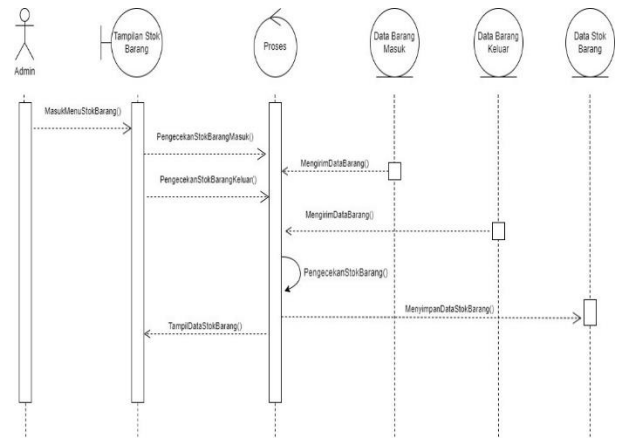 Admin
Tampilan Stok
Barang
Proses
Data Barang
Masuk
Data Barang
Keluar
Data Stok
Barang
MasukMenuStokBarang()
PengecekanStokBarangMasuk()
MengirimDataBarang()
PengecekanStokBarangKeluar()
MengirimDataBarang()
PengecekanStokBarang()
MenyimpanDataStokBarang()
TampilDataStokBarang()